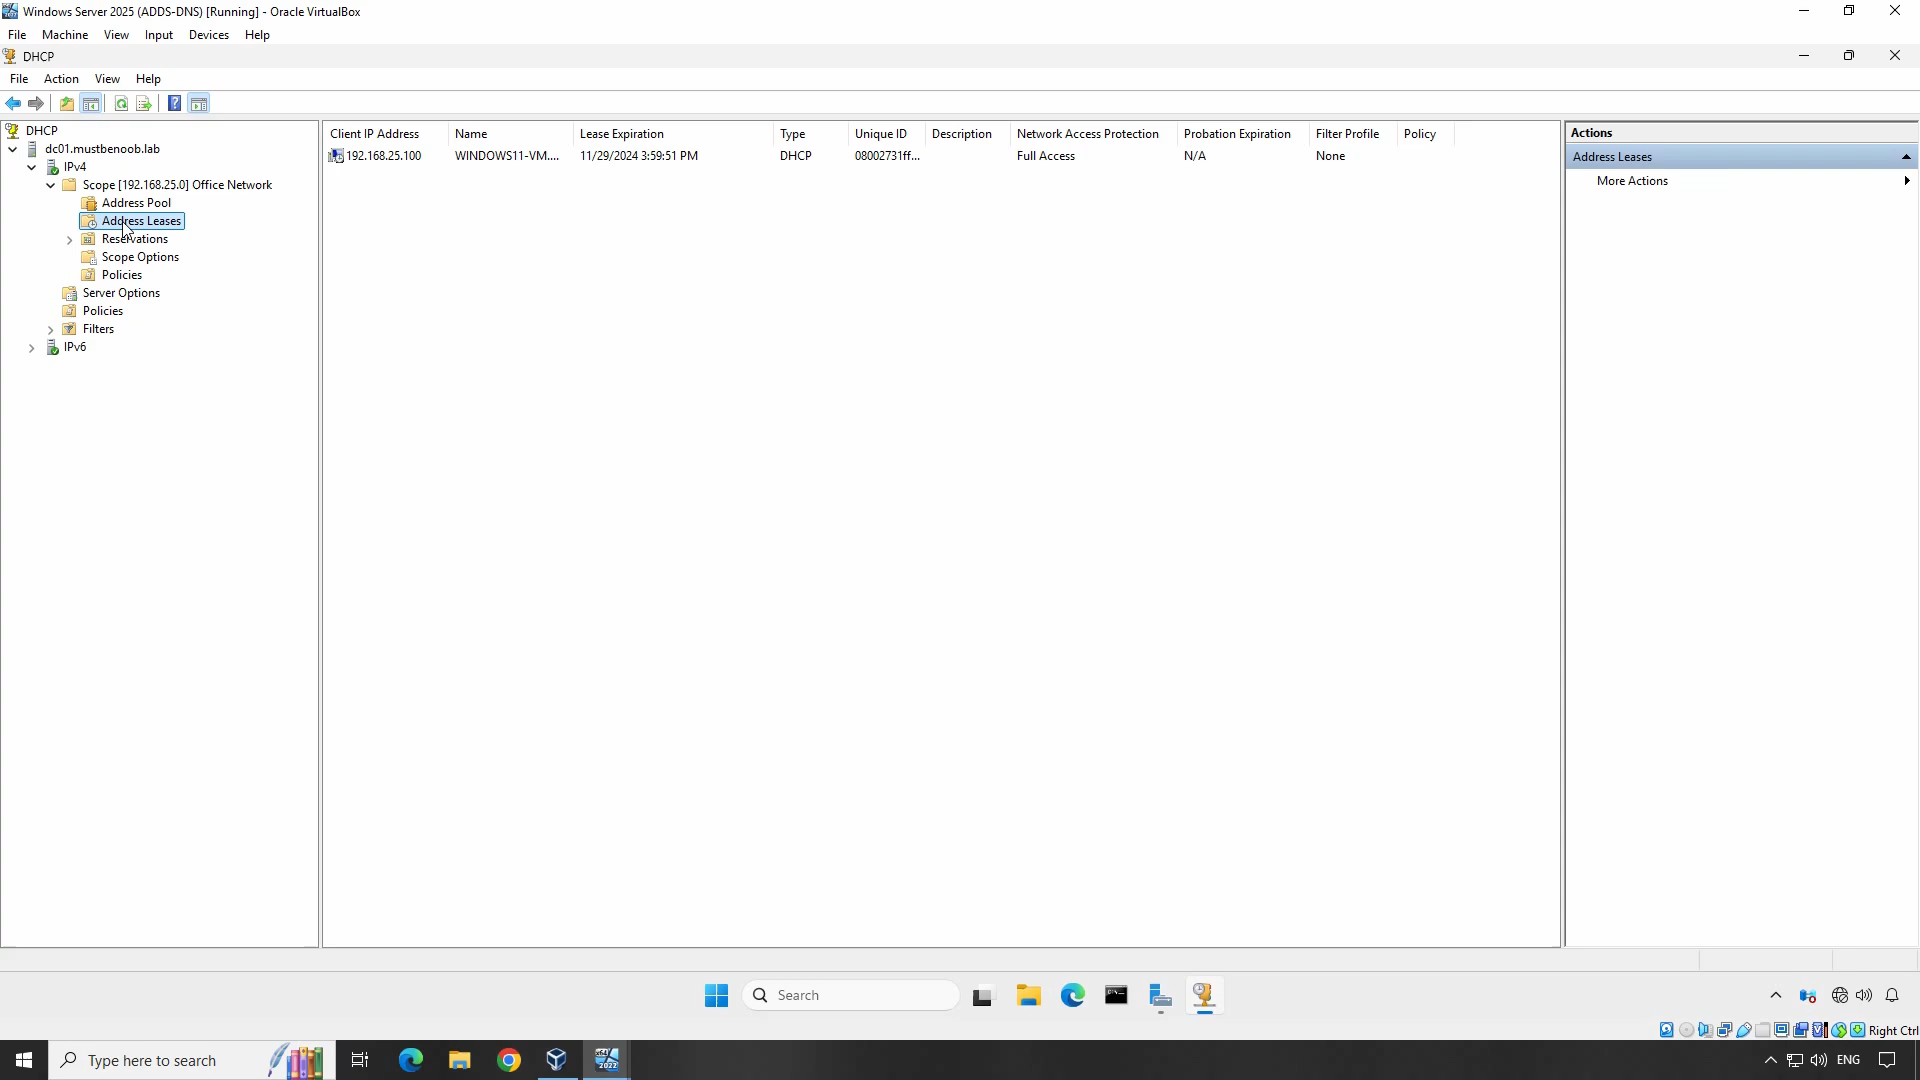 Windows Server 2025 (ADDS-DNS) [Running] - Oracle VirtualBox
File Machine View Input Devices Help
DHCP
File Action View Help
DHCP
dc01.mustbenoob.lab
IPv4
Scope [192.168.25.0] Office Network
Address Pool
Address Leases
Reservations
Scope Options
Policies
Server Options
Policies
Filters
IPv6
Client IP Address Name Lease Expiration Type Unique ID Description Network Access Protection Probation Expiration Filter Profile Policy
192.168.25.100 WINDOWS11-VM.... 11/29/2024 3:59:51 PM DHCP 08002731ff... Full Access N/A None
Actions
Address Leases
More Actions
Search
Right Ctrl
Type here to search
ENG